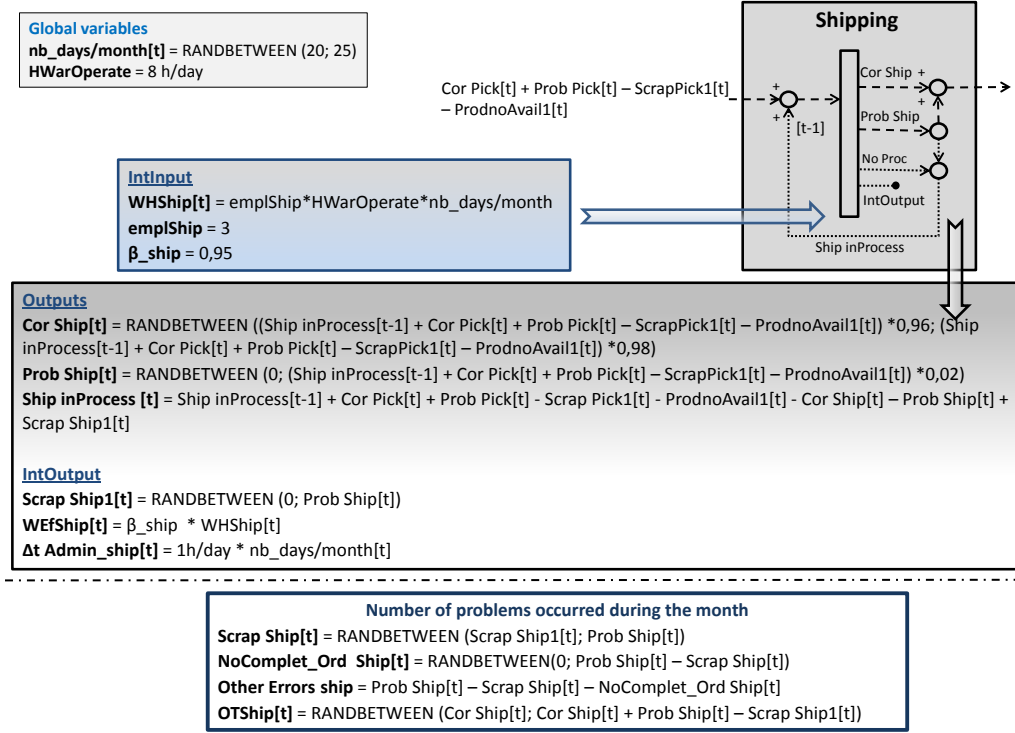 Global variables
nb_days/month[t] = RANDBETWEEN (20; 25)
HWarOperate = 8 h/day
Shipping
Cor Pick[t] + Prob Pick[t] – ScrapPick1[t]
– ProdnoAvail1[t]
+
+
[t-1]
Cor Ship
+
+
Prob Ship
No Proc
IntOutput
Ship inProcess
IntInput
WHShip[t] = emplShip*HWarOperate*nb_days/month
emplShip = 3
β_ship = 0,95
Outputs
Cor Ship[t] = RANDBETWEEN ((Ship inProcess[t-1] + Cor Pick[t] + Prob Pick[t] – ScrapPick1[t] – ProdnoAvail1[t]) *0,96; (Ship
inProcess[t-1] + Cor Pick[t] + Prob Pick[t] – ScrapPick1[t] – ProdnoAvail1[t]) *0,98)
Prob Ship[t] = RANDBETWEEN (0; (Ship inProcess[t-1] + Cor Pick[t] + Prob Pick[t] – ScrapPick1[t] – ProdnoAvail1[t]) *0,02)
Ship inProcess [t] = Ship inProcess[t-1] + Cor Pick[t] + Prob Pick[t] - Scrap Pick1[t] - ProdnoAvail1[t] - Cor Ship[t] – Prob Ship[t] +
Scrap Ship1[t]
IntOutput
Scrap Ship1[t] = RANDBETWEEN (0; Prob Ship[t])
WEfShip[t] = β_ship * WHShip[t]
Δt Admin_ship[t] = 1h/day * nb_days/month[t]
Number of problems occurred during the month
Scrap Ship[t] = RANDBETWEEN (Scrap Ship1[t]; Prob Ship[t])
NoComplet_Ord Ship[t] = RANDBETWEEN(0; Prob Ship[t] – Scrap Ship[t])
Other Errors ship = Prob Ship[t] – Scrap Ship[t] – NoComplet_Ord Ship[t]
OTShip[t] = RANDBETWEEN (Cor Ship[t]; Cor Ship[t] + Prob Ship[t] – Scrap Ship1[t])